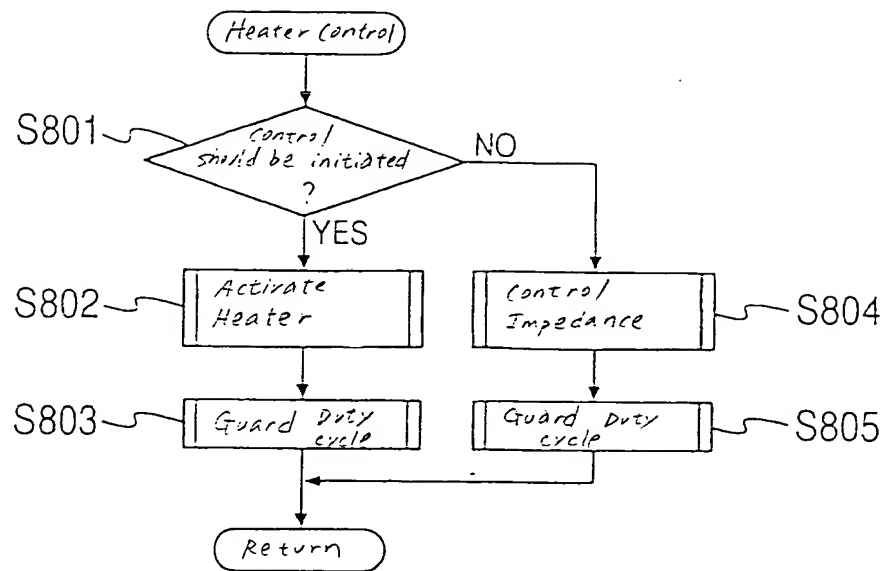 Heater Control
S801
Control
should be initiated
?
NO
YES
S802
Activate
Heater
Control
Impedance
S804
S803
Guard Duty
cycle
Guard Duty
cycle
S805
Return